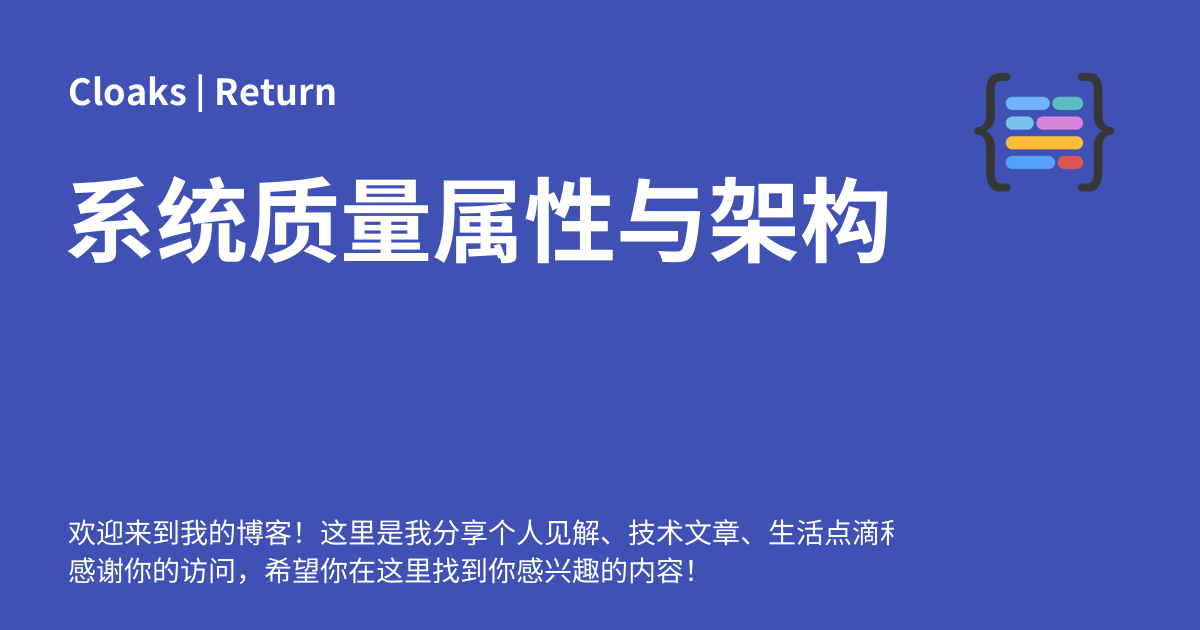 Cloaks | Return
系统质量属性与架构
欢迎来到我的博客！这里是我分享个人见解、技术文章、生活点滴
感谢你的访问，希望你在这里找到你感兴趣的内容！